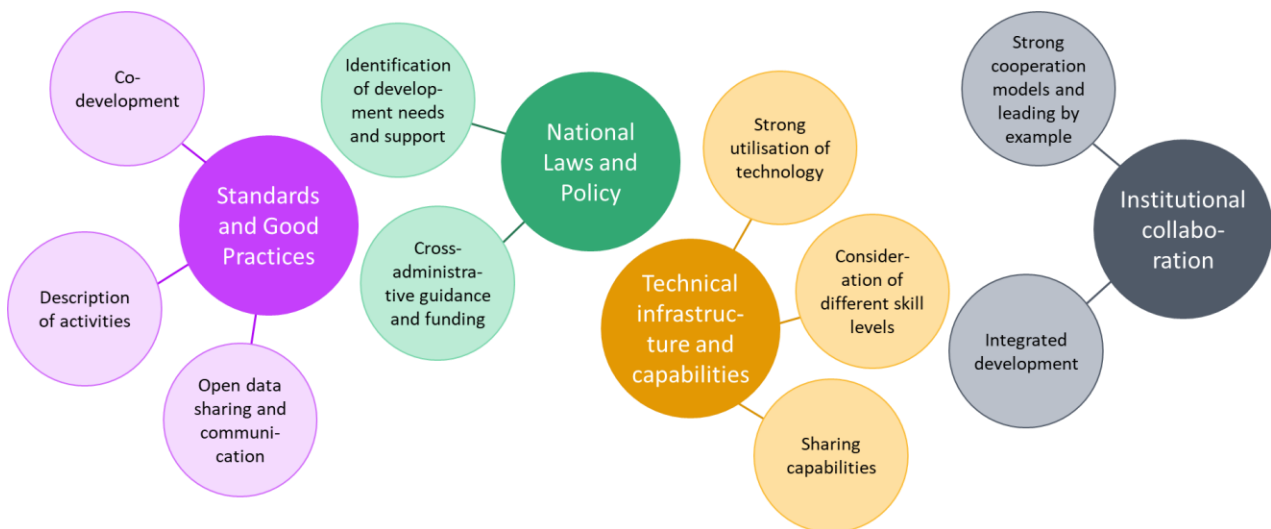 Co-
development
Standards
and Good
Practices
Description
of activities
Open data
sharing and
communi-
cation
Identification
of develop-
ment needs
and support
National
Laws and
Policy
Cross-
administra-
tive guidance
and funding
Strong
utilisation of
technology
Technical
infrastruc-
ture and
capabilities
Consider-
ation of
different skill
levels
Sharing
capabilities
Strong
cooperation
models and
leading by
example
Institutional
collabo-
ration
Integrated
development